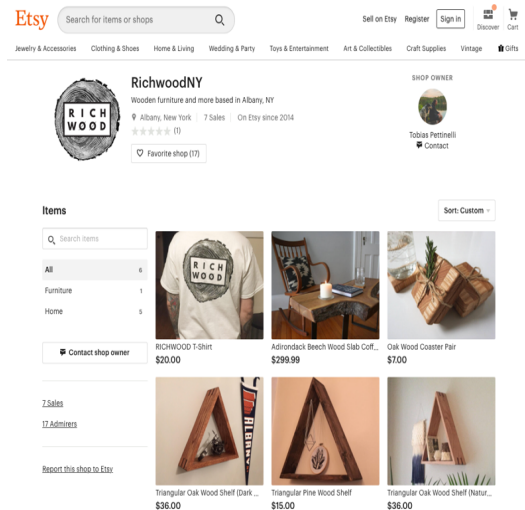 Etsy
Search for items or shops
Sell on Etsy Register Sign in Discover Cart
Jewelry & Accessories Clothing & Shoes Home & Living Wedding & Party Toys & Entertainment Art & Collectibles Craft Supplies Vintage Gifts
RICH
WOOD
RichwoodNY
Wooden furniture and more based in Albany, NY
Albany, New York 7 Sales On Etsy since 2014
(1)
Favorite shop (17)
SHOP OWNER
Tobias Pettinelli
Contact
Items
Sort: Custom
Search items
All 6
Furniture 1
Home 5
Contact shop owner
7 Sales
17 Admirers
Report this shop to Etsy
RICH
WOOD
RICHWOOD T-Shirt
$20.00
Adirondack Beech Wood Slab Coff...
$299.99
Oak Wood Coaster Pair
$7.00
ALBANY
Triangular Oak Wood Shelf (Dark ...
$36.00
Triangular Pine Wood Shelf
$15.00
Triangular Oak Wood Shelf (Natur...
$36.00